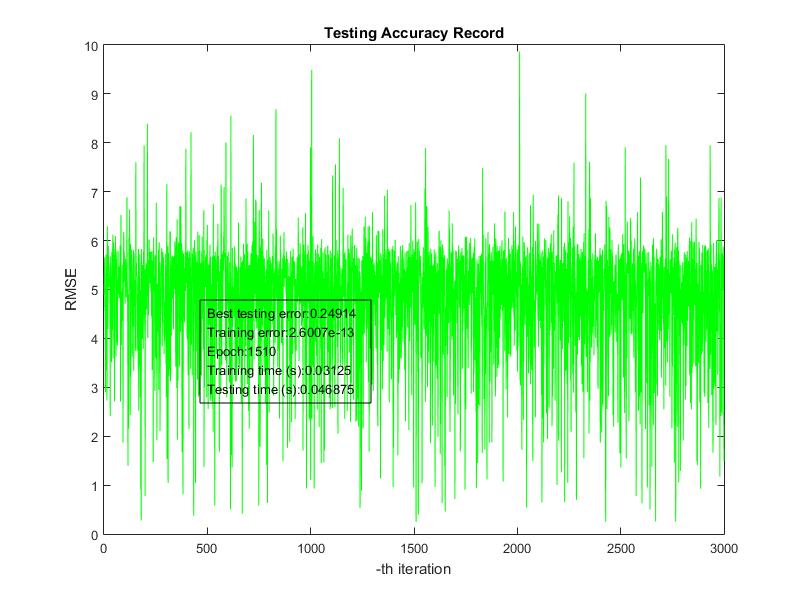 Testing Accuracy Record
10
9
8
7
6
5
4
3
2
1
0
RMSE
Best testing error:0.24914
Training error:2.6007e-13
Epoch:1510
Training time (s):0.03125
Testing time (s):0.046875
0 500 1000 1500 2000 2500 3000
-th iteration